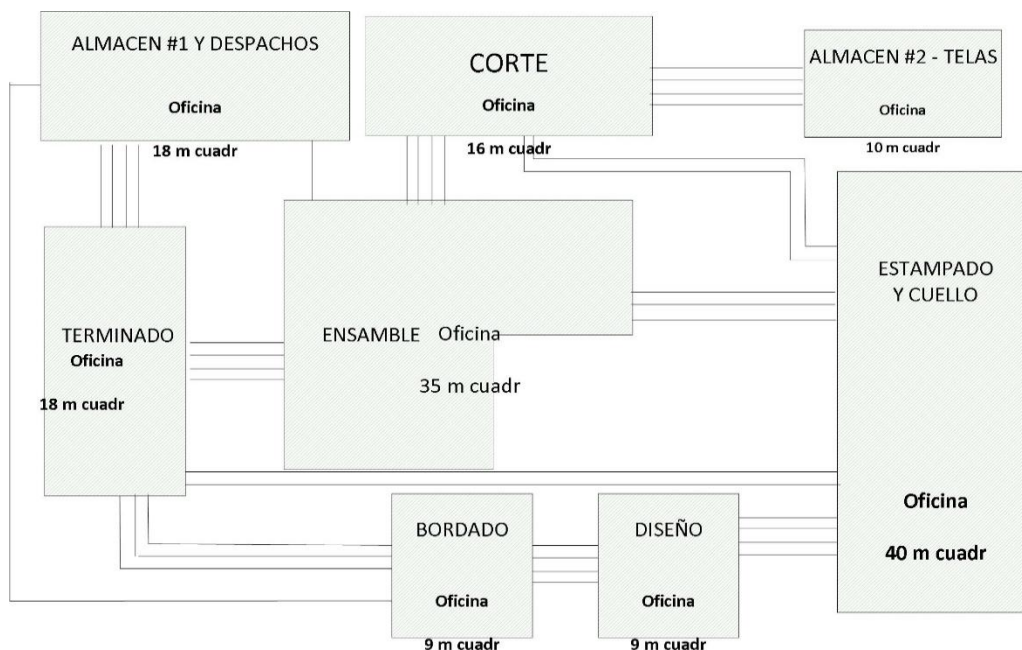 ALMACEN #1 Y DESPACHOS
Oficina
18 m cuadr
CORTE
Oficina
16 m cuadr
ALMACEN #2 - TELAS
Oficina
10 m cuadr
TERMINADO
Oficina
18 m cuadr
ENSAMBLE Oficina
35 m cuadr
ESTAMPADO
Y CUELLO
Oficina
40 m cuadr
BORDADO
Oficina
9 m cuadr
DISEÑO
Oficina
9 m cuadr